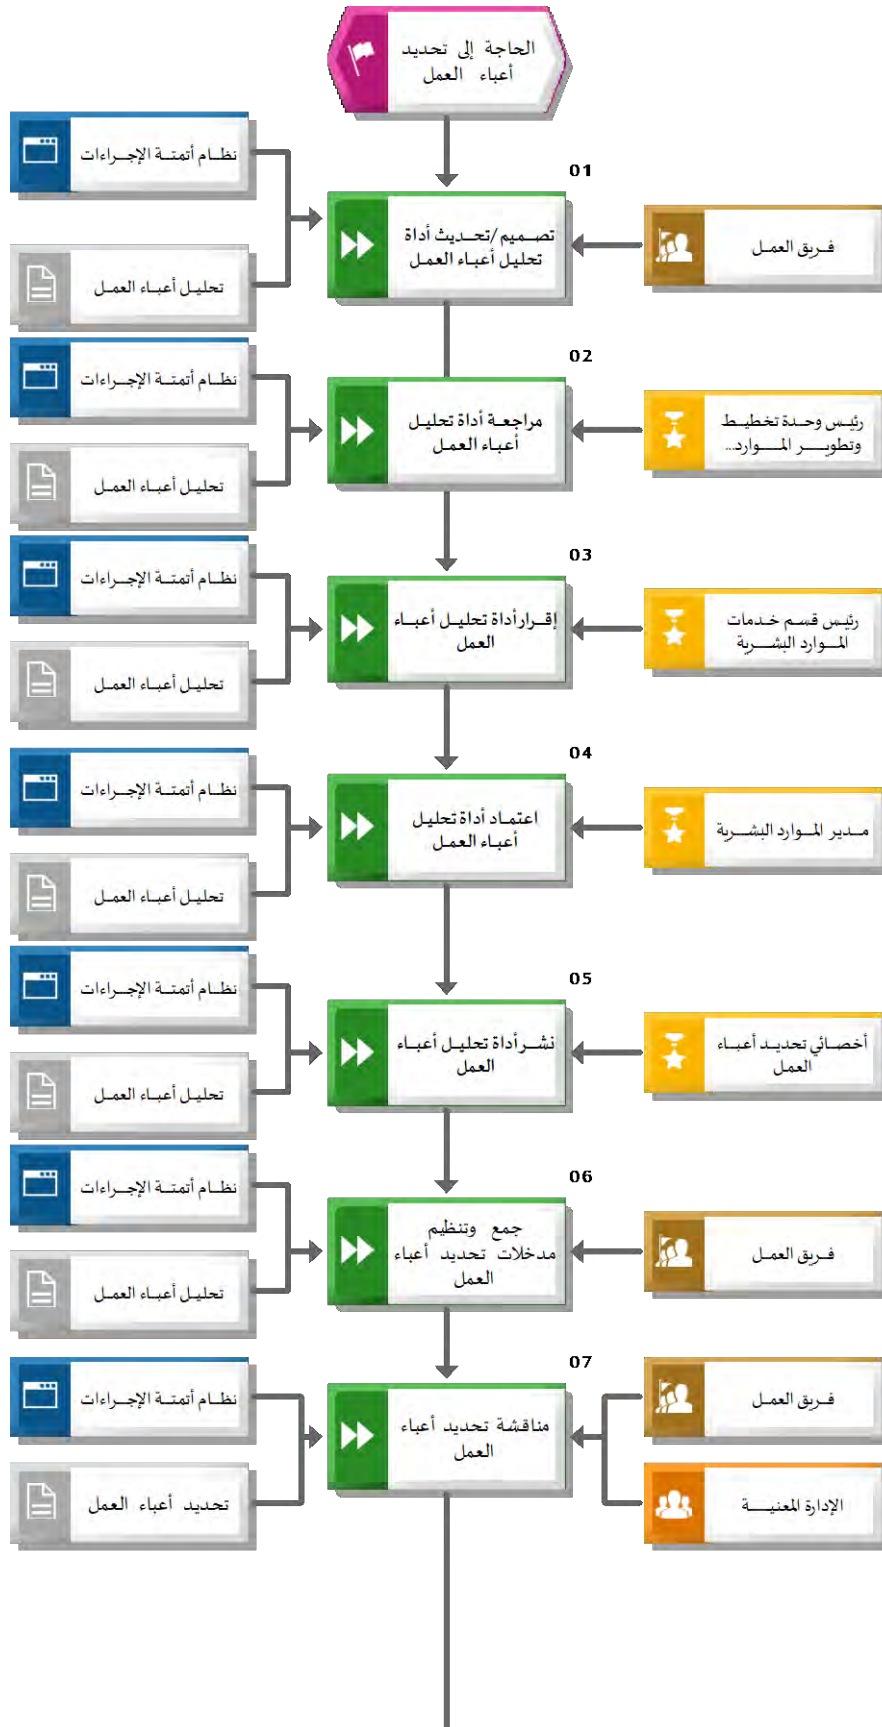 الحاجة إلى تحديد
أعباء العمل
01
فريق العمل
تصميم/تحديث أداة
تحليل أعباء العمل
نظام أتمتة الإجراءات
تحليل أعباء العمل
02
رئيس وحدة تخطيط
وتطوير الموارد...
مراجعة أداة تحليل
أعباء العمل
نظام أتمتة الإجراءات
تحليل أعباء العمل
03
رئيس قسم خدمات
الموارد البشرية
إقرار أداة تحليل أعباء
العمل
نظام أتمتة الإجراءات
تحليل أعباء العمل
04
مدير الموارد البشرية
اعتماد أداة تحليل
أعباء العمل
نظام أتمتة الإجراءات
تحليل أعباء العمل
05
أخصائي تحديد أعباء
العمل
نشر أداة تحليل أعباء
العمل
نظام أتمتة الإجراءات
تحليل أعباء العمل
06
فريق العمل
جمع وتنظيم
مدخلات تحديد أعباء
العمل
نظام أتمتة الإجراءات
تحليل أعباء العمل
07
فريق العمل
الإدارة المعنية
مناقشة تحديد أعباء
العمل
نظام أتمتة الإجراءات
تحديد أعباء العمل